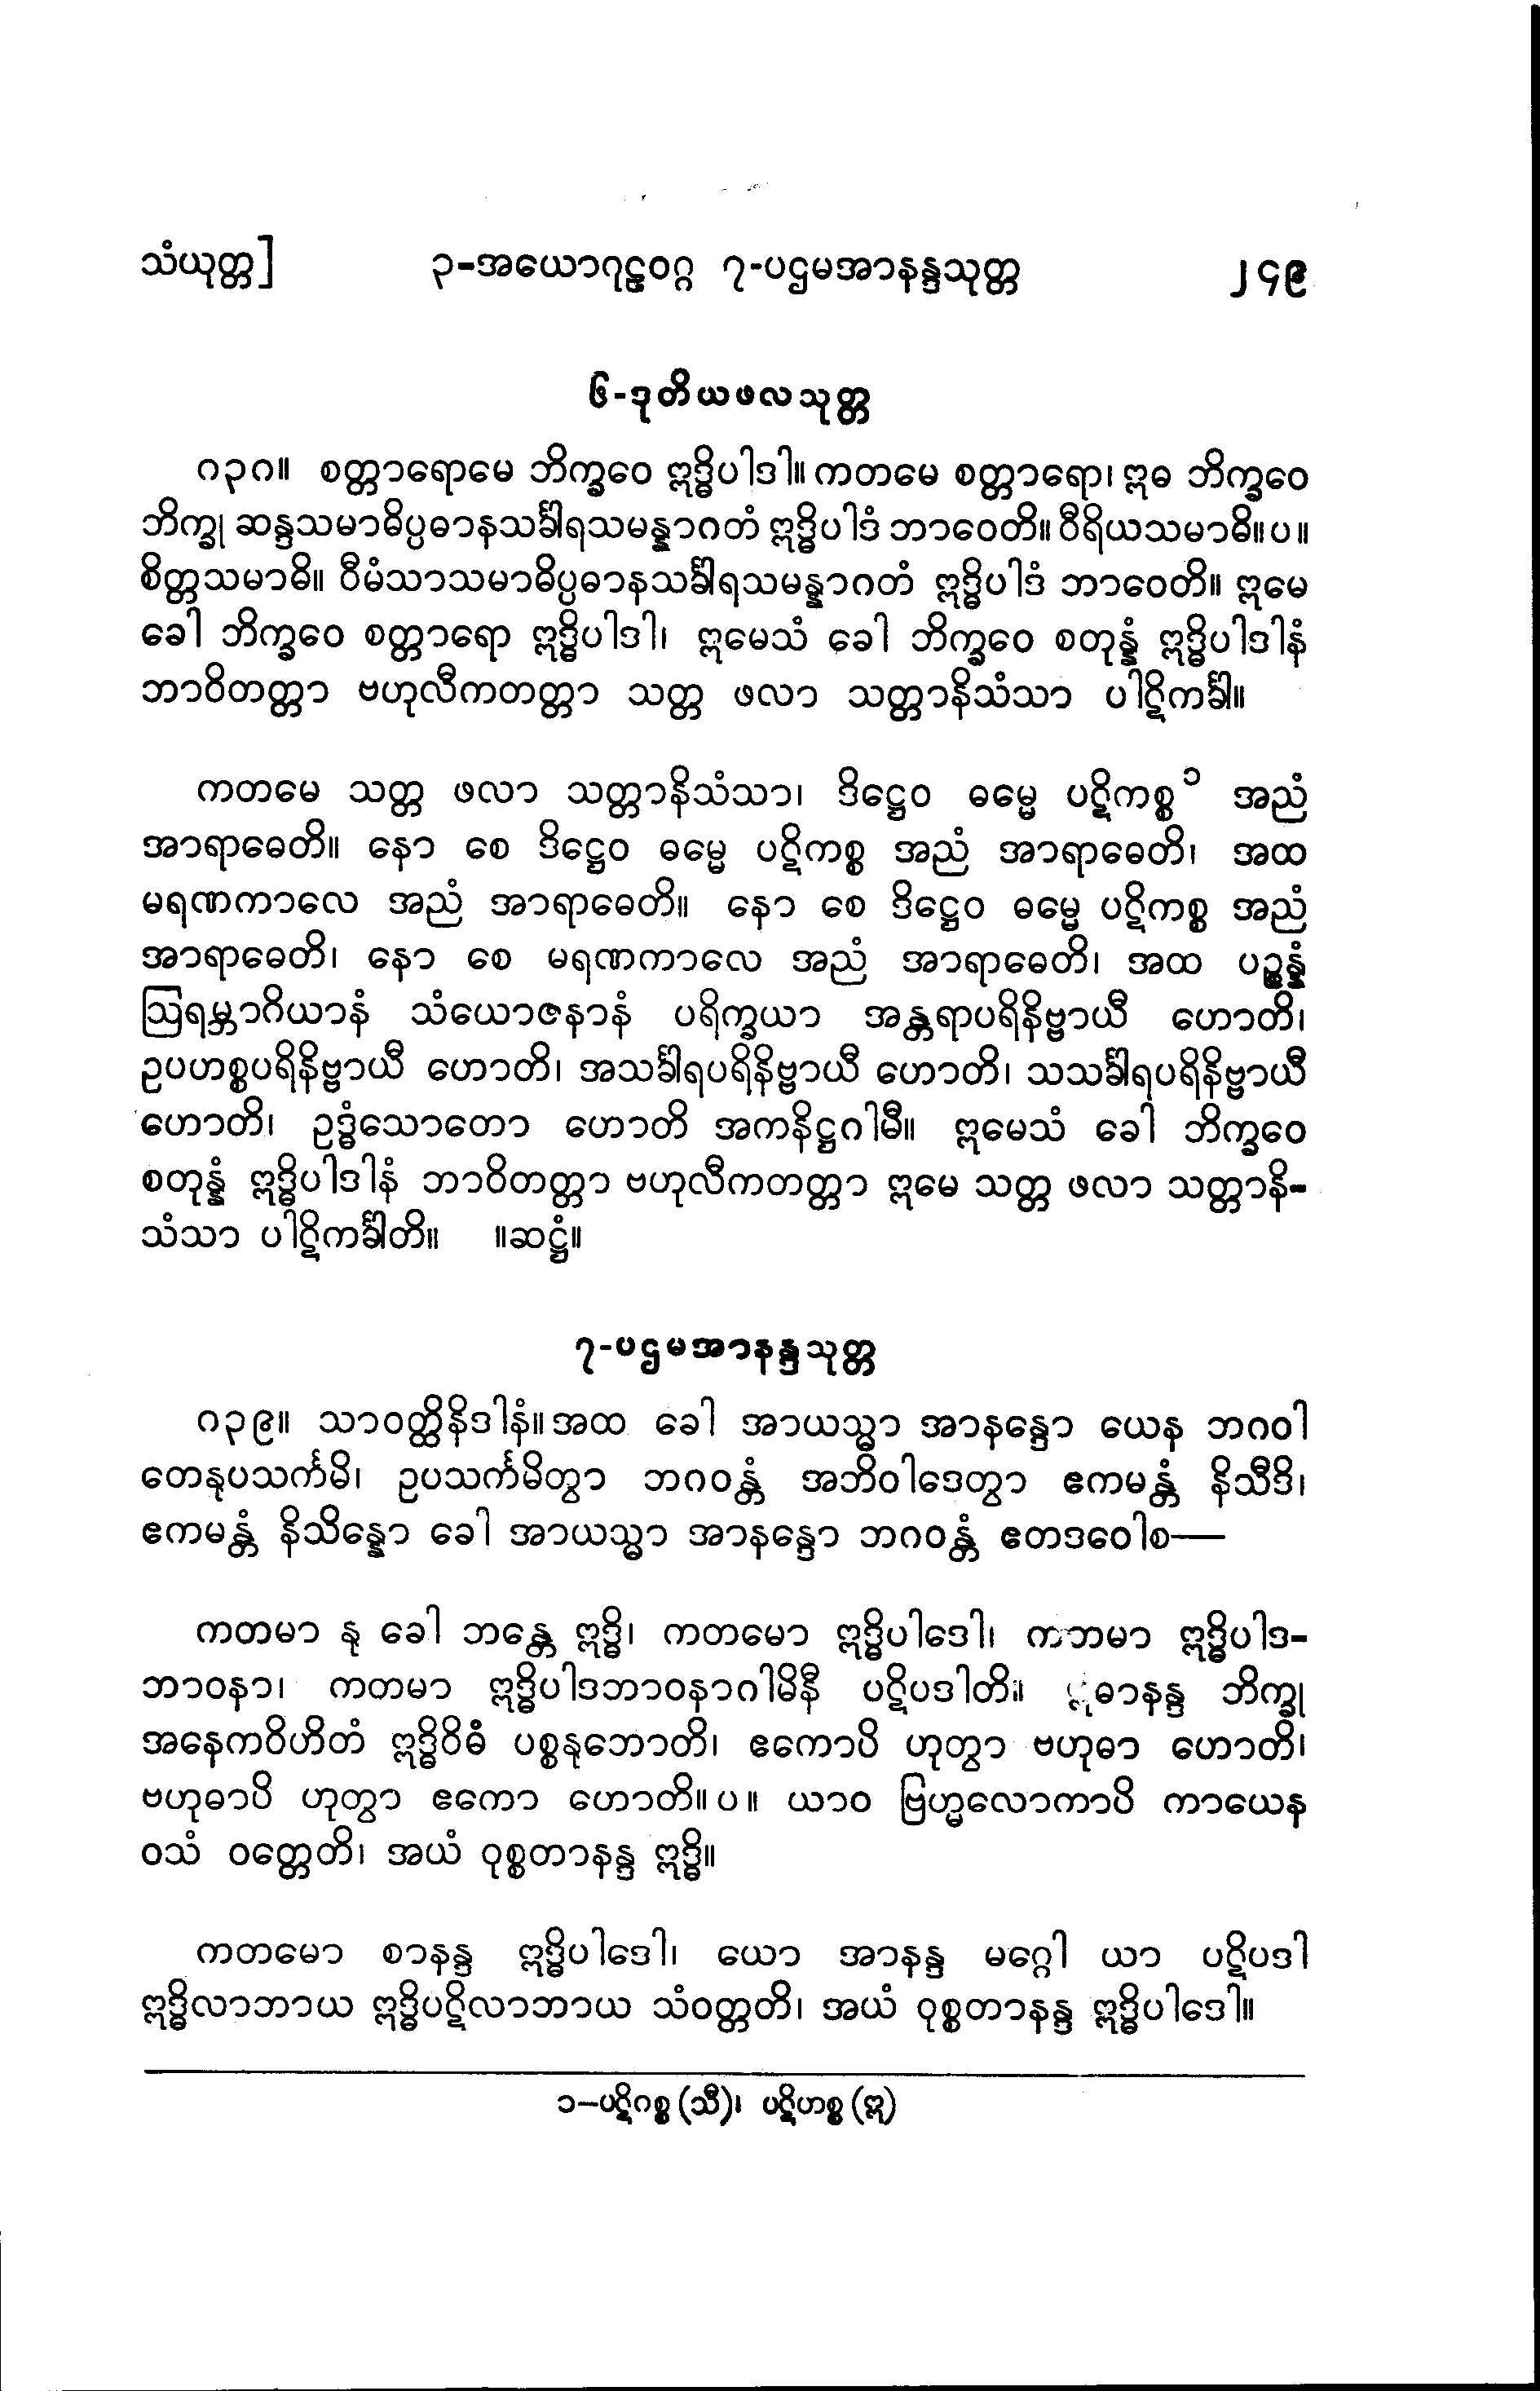 သံယုတ္တ] ၃-အယောဂုဠဝဂ္ဂ ၇-ပဌမအာနန္ဒသုတ္တ ၂၄၉
၆-ဒုတိယဖလသုတ္တ
ဂ၃ဂ။ စတ္တာရောမေ ဘိက္ခဝေ ဣဒ္ဓိပါဒါ။ ကတမေ စတ္တာရော၊ ဣဓ ဘိက္ခဝေ
ဘိက္ခု ဆန္ဒသမာဓိပ္ပဓာနသင်္ခါရသမန္နာဂတံ ဣဒ္ဓိပါဒံ ဘာဝေတိ။ ဝီရိယသမာဓိ။ပ။
စိတ္တသမာဓိ။ ဝီမံသာသမာဓိပ္ပဓာနသင်္ခါရသမန္နာဂတံ ဣဒ္ဓိပါဒံ ဘာဝေတိ။ ဣမေ
ခေါ ဘိက္ခဝေ စတ္တာရော ဣဒ္ဓိပါဒါ၊ ဣမေသံ ခေါ ဘိက္ခဝေ စတုန္နံ ဣဒ္ဓိပါဒါနံ
ဘာဝိတတ္တာ ဗဟုလီကတတ္တာ သတ္တ ဖလာ သတ္တာနိသံသာ ပါဋိကင်္ခါ။
ကတမေ သတ္တ ဖလာ သတ္တာနိသံသာ၊ ဒိဋ္ဌေဝ ဓမ္မေ ပဋိကစ္စ ၁ အညံ
အာရာဓေတိ။ နော စေ ဒိဋ္ဌေဝ ဓမ္မေ ပဋိကစ္စ အညံ အာရာဓေတိ၊ အထ
မရဏကာလေ အညံ အာရာဓေတိ။ နော စေ ဒိဋ္ဌေဝ ဓမ္မေ ပဋိကစ္စ အညံ
အာရာဓေတိ၊ နော စေ မရဏကာလေ အညံ အာရာဓေတိ၊ အထ ပဉ္စန္နံ
ဩရမ္ဘာဂိယာနံ သံယောဇနာနံ ပရိက္ခယာ အန္တရာပရိနိဗ္ဗာယီ ဟောတိ၊
ဥပဟစ္စပရိနိဗ္ဗာယီ ဟောတိ၊ အသင်္ခါရပရိနိဗ္ဗာယီ ဟောတိ၊ သသင်္ခါရပရိနိဗ္ဗာယီ
ဟောတိ၊ ဥဒ္ဓံသောတော ဟောတိ အကနိဋ္ဌဂါမီ။ ဣမေသံ ခေါ ဘိက္ခဝေ
စတုန္နံ ဣဒ္ဓိပါဒါနံ ဘာဝိတတ္တာ ဗဟုလီကတတ္တာ ဣမေ သတ္တ ဖလာ သတ္တာနိ-
သံသာ ပါဋိကင်္ခါတိ။ ။ဆဋ္ဌံ။
၇-ပဌမအာနန္ဒသုတ္တ
ဂ၃၉။ သာဝတ္ထိနိဒါနံ။ အထ ခေါ အာယသ္မာ အာနန္ဒော ယေန ဘဂဝါ
တေနုပသင်္ကမိ၊ ဥပသင်္ကမိတွာ ဘဂဝန္တံ အဘိဝါဒေတွာ ဧကမန္တံ နိသီဒိ၊
ဧကမန္တံ နိသိန္နော ခေါ အာယသ္မာ အာနန္ဒော ဘဂဝန္တံ ဧတဒဝေါစ—
ကတမာ နု ခေါ ဘန္တေ ဣဒ္ဓိ၊ ကတမော ဣဒ္ဓိပါဒေါ၊ ကတမာ ဣဒ္ဓိပါဒ-
ဘာဝနာ၊ ကတမာ ဣဒ္ဓိပါဒဘာဝနာဂါမိနီ ပဋိပဒါတိ။ ဣဓာနန္ဒ ဘိက္ခု
အနေကဝိဟိတံ ဣဒ္ဓိဝိဓံ ပစ္စနုဘောတိ၊ ဧကောပိ ဟုတွာ ဗဟုဓာ ဟောတိ၊
ဗဟုဓာပိ ဟုတွာ ဧကော ဟောတိ။ပ။ ယာဝ ဗြဟ္မလောကာပိ ကာယေန
ဝသံ ဝတ္တေတိ၊ အယံ ဝုစ္စတာနန္ဒ ဣဒ္ဓိ။
ကတမော စာနန္ဒ ဣဒ္ဓိပါဒေါ၊ ယော အာနန္ဒ မဂ္ဂေါ ယာ ပဋိပဒါ
ဣဒ္ဓိလာဘာယ ဣဒ္ဓိပဋိလာဘာယ သံဝတ္တတိ၊ အယံ ဝုစ္စတာနန္ဒ ဣဒ္ဓိပါဒေါ။
၁—ပဋိဂစ္စ (သီ)၊ ပဋိဟစ္စ (ဣ)